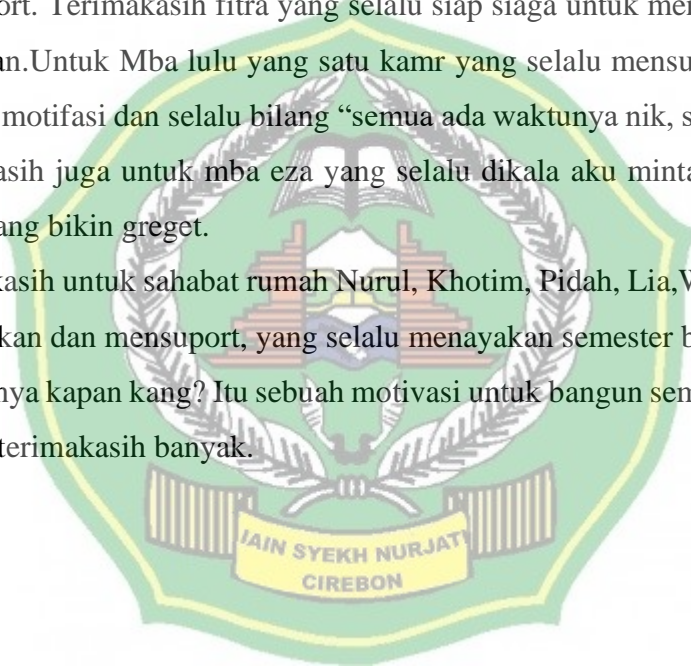 ort. Terimakasih fitra yang selalu siap siaga untuk me
an.Untuk Mba lulu yang satu kamr yang selalu mensu
motifasi dan selalu bilang “semua ada waktunya nik, s
asih juga untuk mba eza yang selalu dikala aku minta
ang bikin greget.
kasih untuk sahabat rumah Nurul, Khotim, Pidah, Lia,W
kan dan mensuport, yang selalu menayakan semester b
nya kapan kang? Itu sebuah motivasi untuk bangun sem
terimakasih banyak.
IAIN SYEKH NURJATI
CIREBON